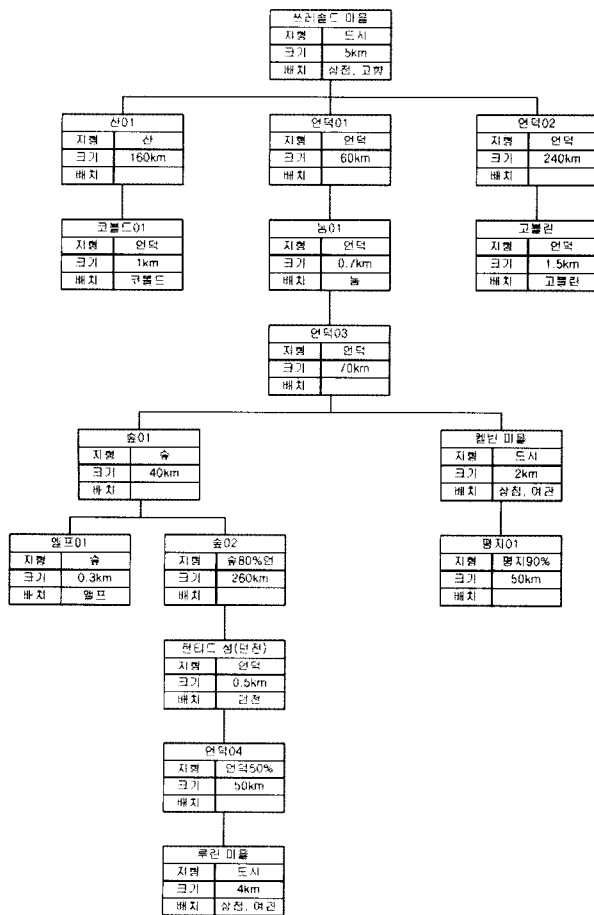 쓰레숄드 마을
지형 도시
크기 5km
배치 상점, 고향
산01
지형 산
크기 160km
배치
언덕01
지형 언덕
크기 60km
배치
언덕02
지형 언덕
크기 240km
배치
코볼드01
지형 언덕
크기 1km
배치 코볼드
놈01
지형 언덕
크기 0.7km
배치 놈
고블린
지형 언덕
크기 1.5km
배치 고블린
언덕03
지형 언덕
크기 70km
배치
숲01
지형 숲
크기 40km
배치
켈빈 마을
지형 도시
크기 2km
배치 상점, 여관
엘프01
지형 숲
크기 0.3km
배치 엘프
숲02
지형 숲80%언
크기 260km
배치
평지01
지형 평지90%
크기 50km
배치
성(던전)
지형 언덕
크기 0.5km
배치 던전
언덕04
지형 언덕50%
크기 50km
배치
루린 마을
지형 도시
크기 4km
배치 상점, 여관